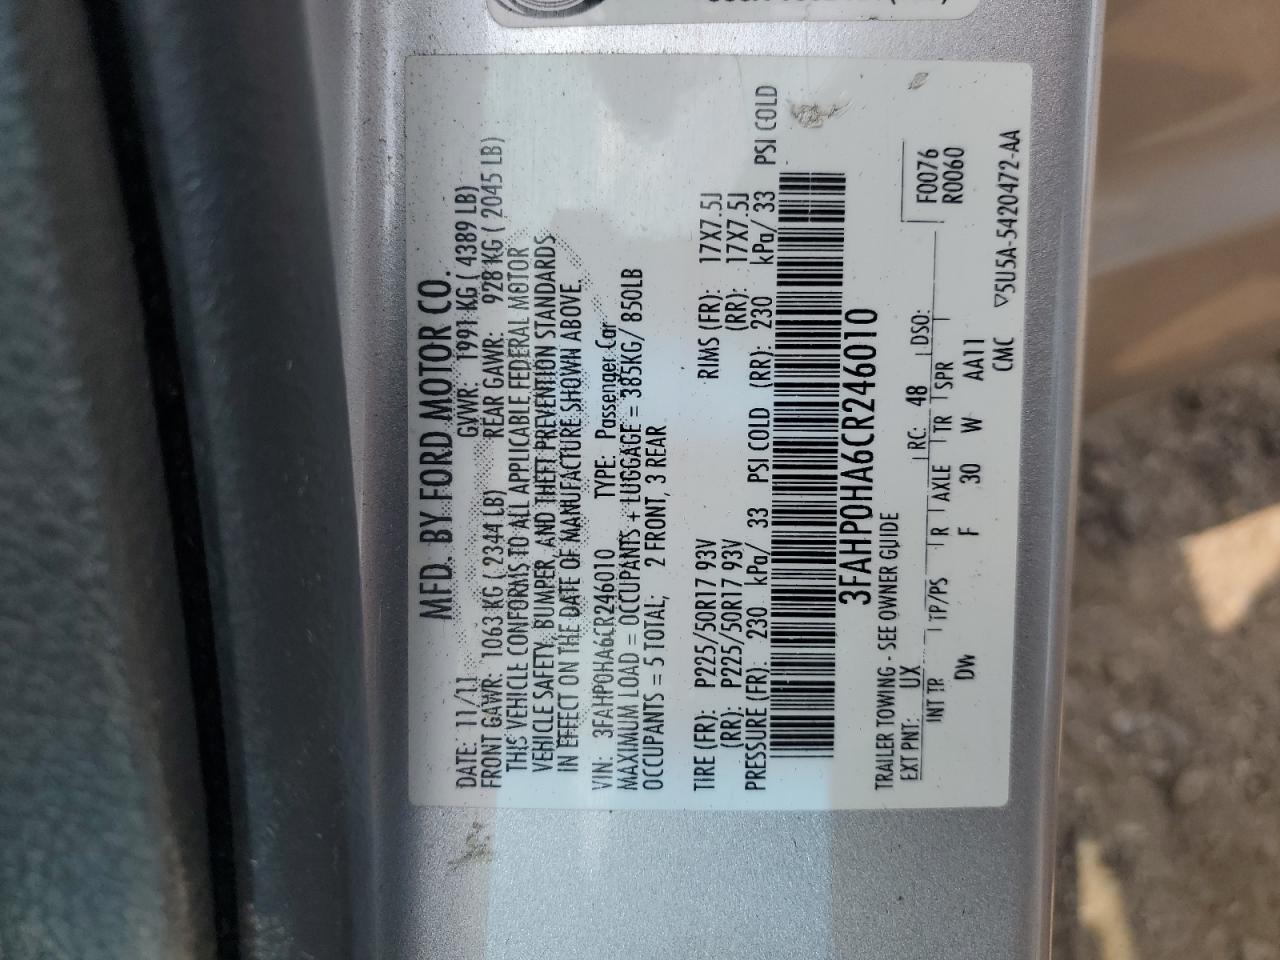 MFD. BY FORD MOTOR CO.
DATE: 11/11 GVWR: 1991 KG ( 4389 LB)
FRONT GAWR: 1063 KG ( 2344 LB) REAR GAWR: 928 KG ( 2045 LB)
THIS VEHICLE CONFORMS TO ALL APPLICABLE FEDERAL MOTOR
VEHICLE SAFETY, BUMPER, AND THEFT PREVENTION STANDARDS
IN EFFECT ON THE DATE OF MANUFACTURE SHOWN ABOVE.
VIN: 3FAHP0HA6CR246010 TYPE: Passenger Car
MAXIMUM LOAD = OCCUPANTS + LUGGAGE = 385KG/ 850LB
OCCUPANTS = 5 TOTAL, 2 FRONT, 3 REAR
TIRE (FR): P225/50R17 93V RIMS (FR): 17X7.5J
(RR): P225/50R17 93V (RR): 17X7.5J
PRESSURE (FR): 230 kPa/ 33 PSI COLD (RR): 230 kPa/ 33 PSI COLD
3FAHP0HA6CR246010
TRAILER TOWING - SEE OWNER GUIDE
EXT PNT: UX RC: 48 DSO: F0076
INT TR TP/PS R AXLE TR SPR R0060
DW F 30 W AA11
CMC ▽5U5A-5420472-AA